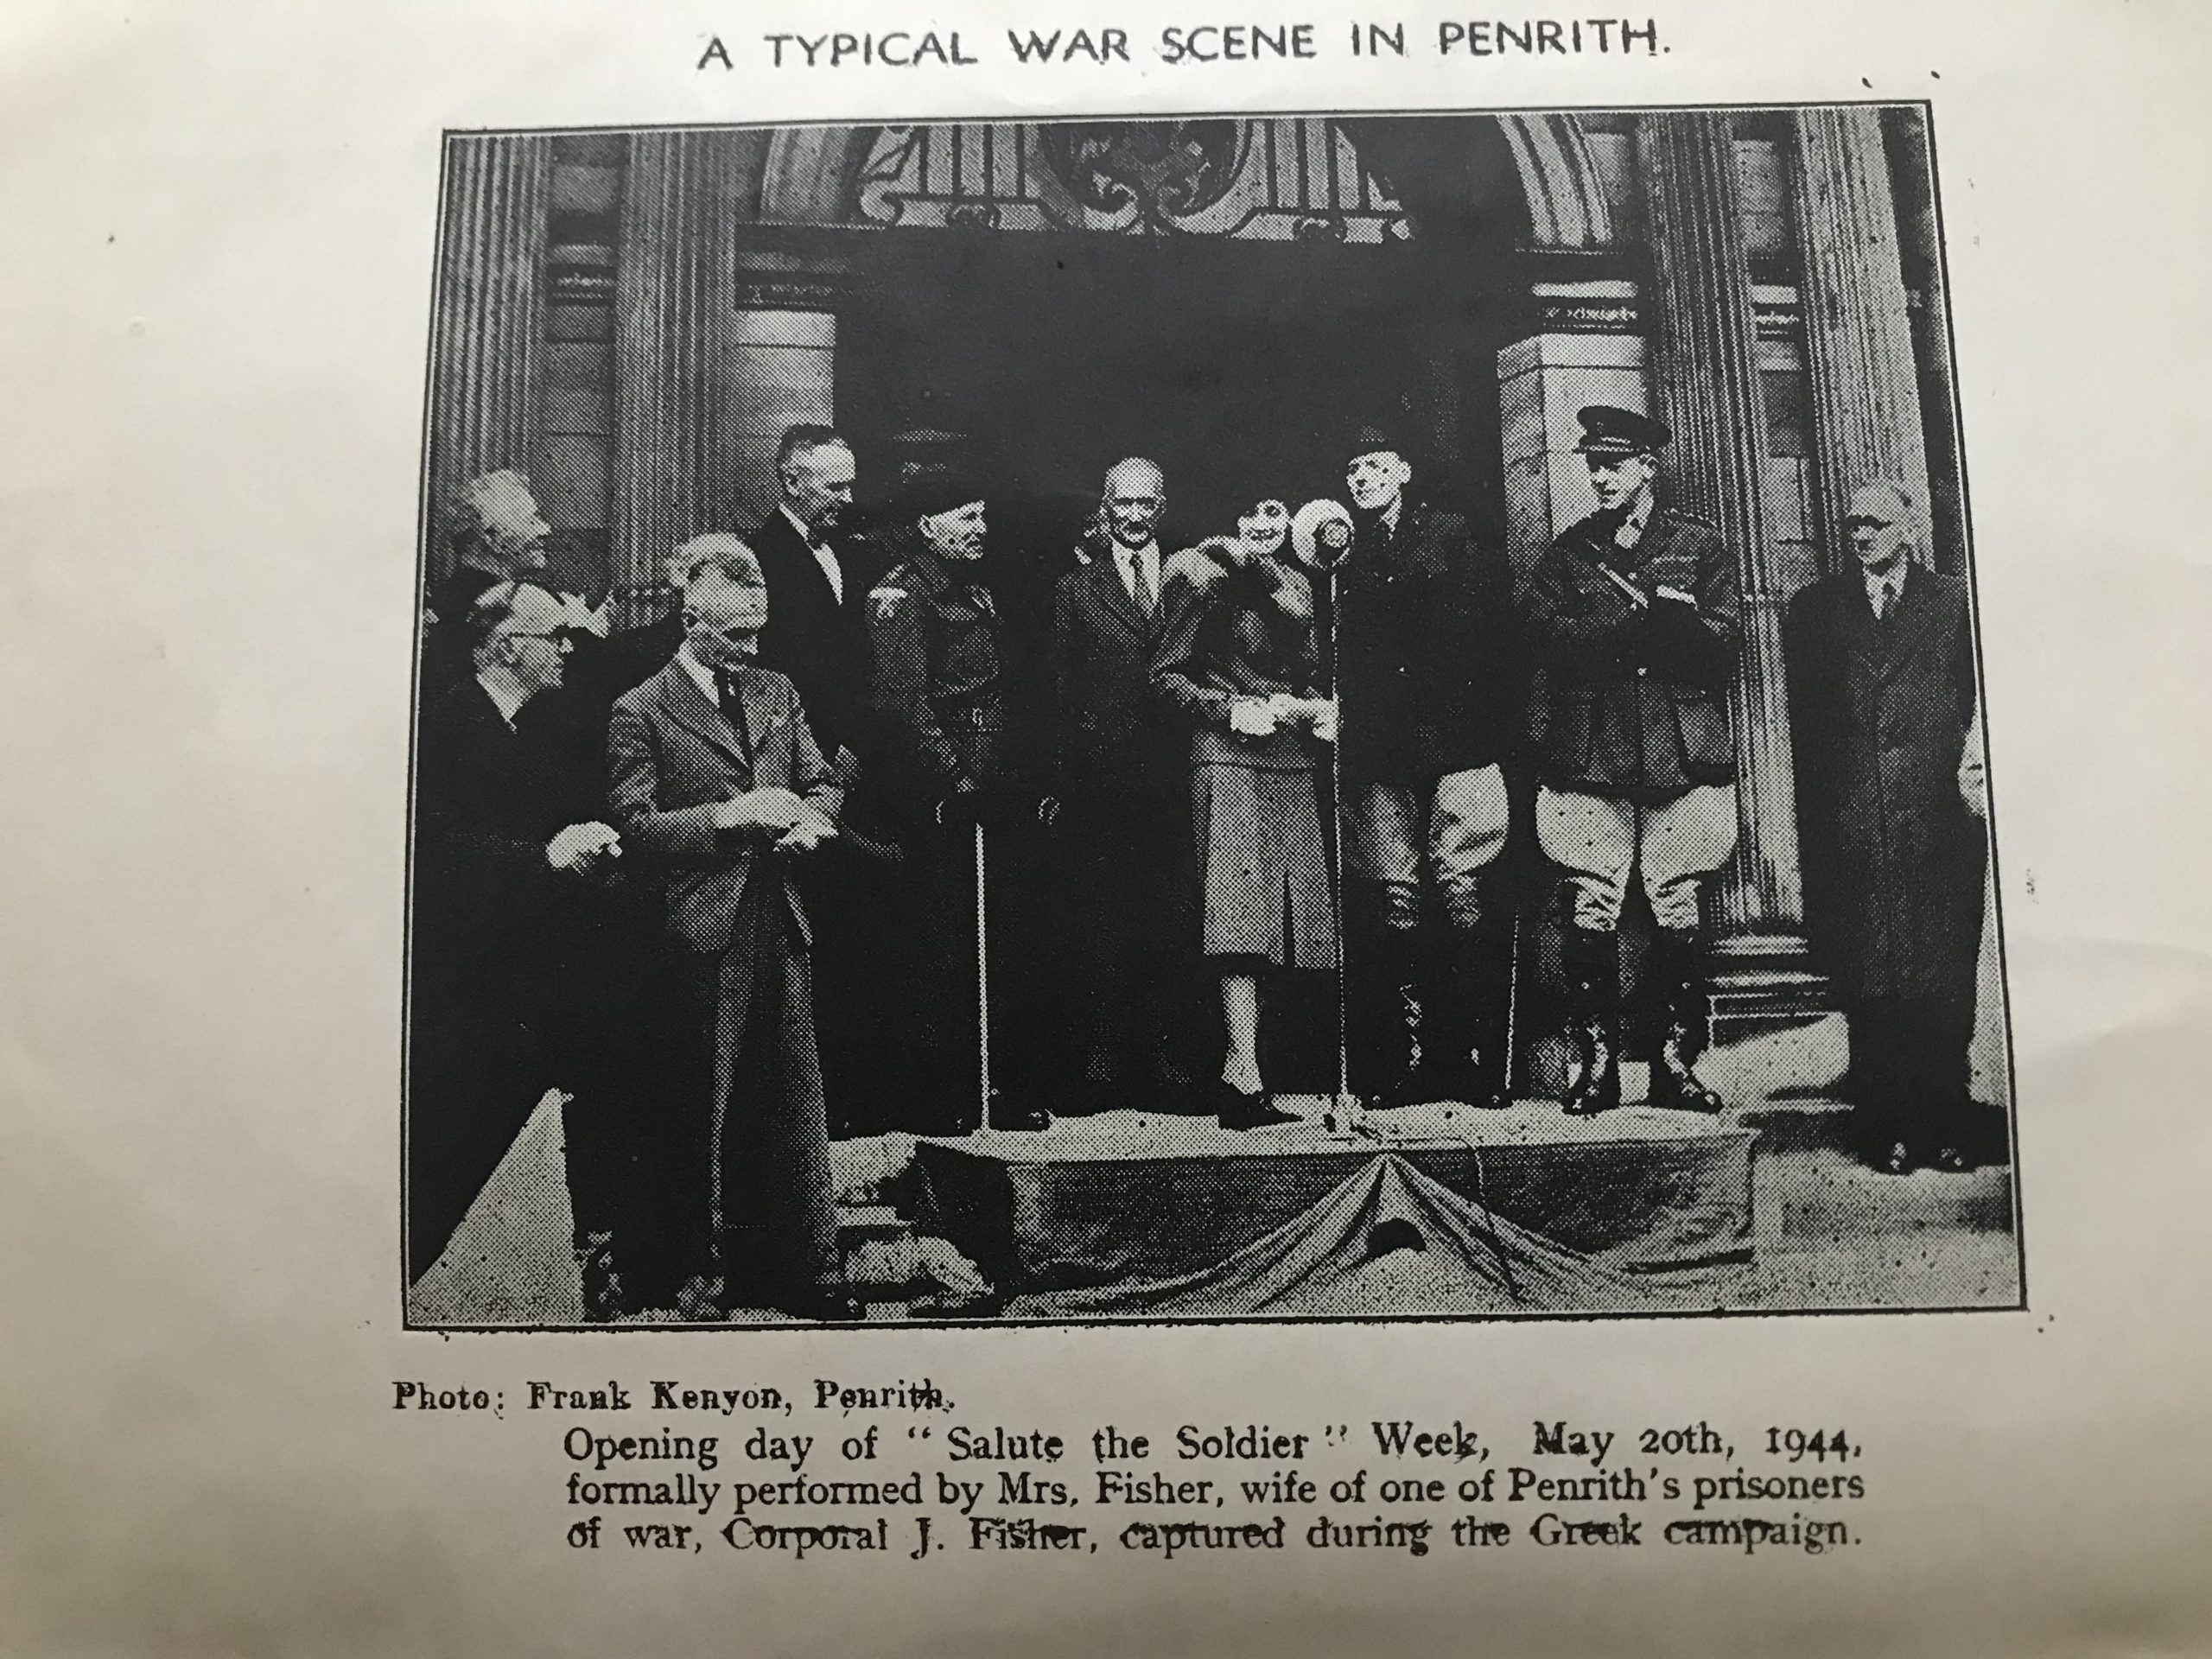 A TYPICAL WAR SCENE IN PENRITH.
Photo: Frank Kenyon, Penrith.
Opening day of "Salute the Soldier" Week, May 20th, 1944,
formally performed by Mrs. Fisher, wife of one of Penrith's prisoners
of war, Corporal J. Fisher, captured during the Greek campaign.